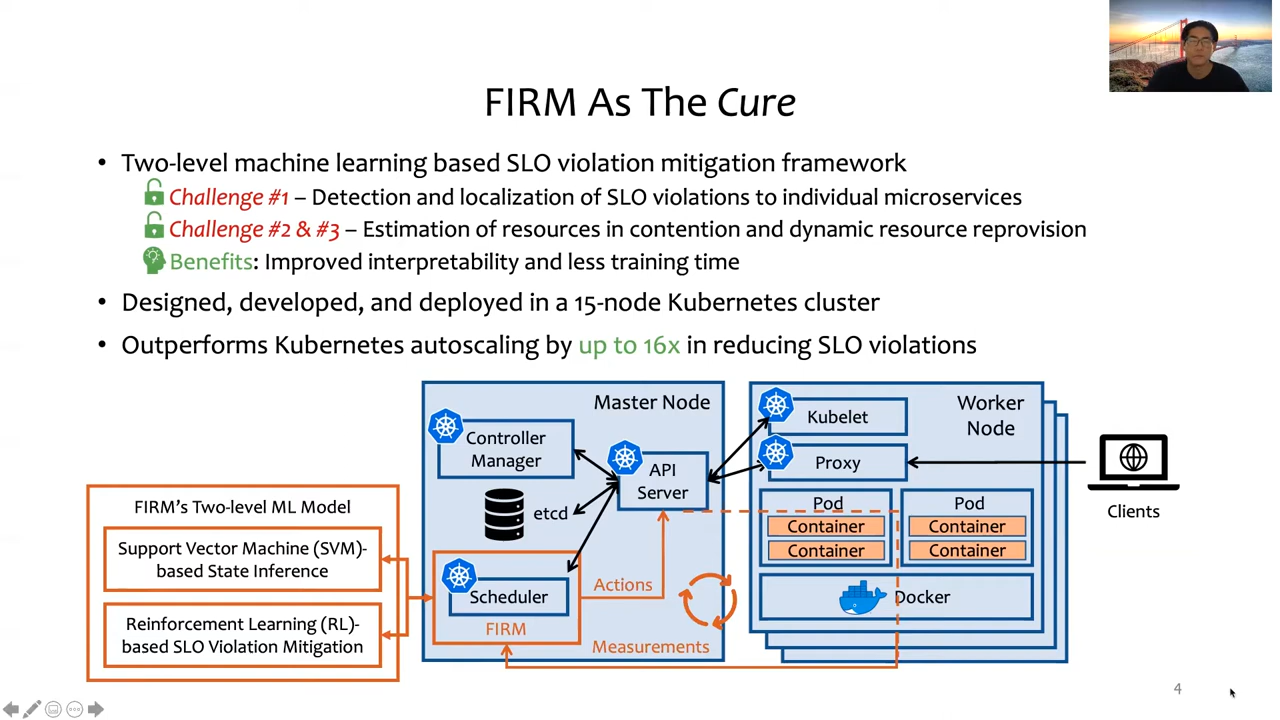 FIRM As The Cure
• Two-level machine learning based SLO violation mitigation framework
Challenge #1 – Detection and localization of SLO violations to individual microservices
Challenge #2 & #3 – Estimation of resources in contention and dynamic resource reprovision
Benefits: Improved interpretability and less training time
• Designed, developed, and deployed in a 15-node Kubernetes cluster
• Outperforms Kubernetes autoscaling by up to 16x in reducing SLO violations
FIRM's Two-level ML Model
Support Vector Machine (SVM)-
based State Inference
Reinforcement Learning (RL)-
based SLO Violation Mitigation
Master Node
Controller
Manager
API
Server
etcd
Scheduler
FIRM
Actions
Measurements
Worker
Node
Kubelet
Proxy
Pod
Container
Container
Pod
Container
Container
Docker
Clients
4